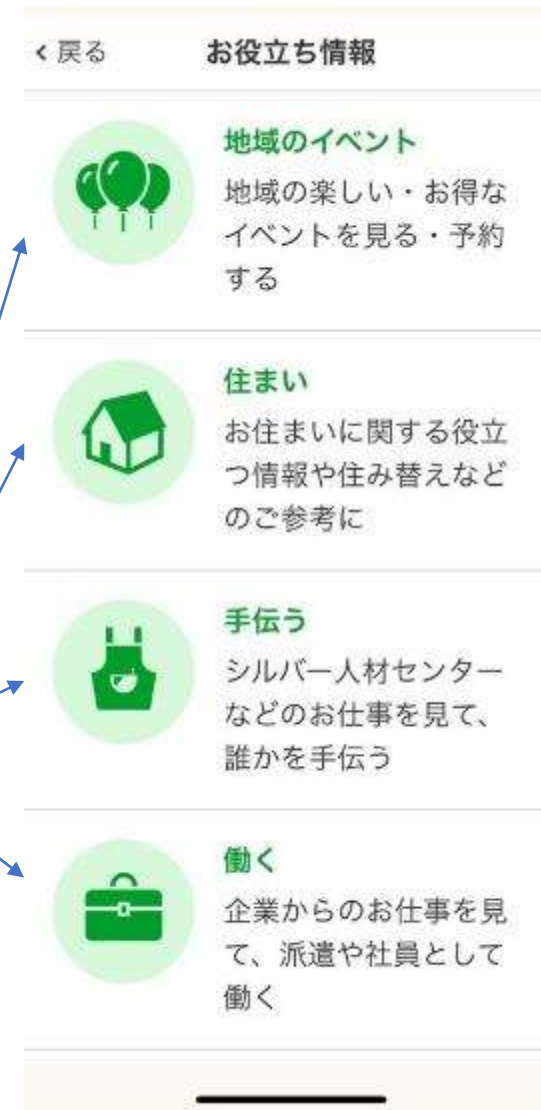 戻る
お役立ち情報
地域のイベント
地域の楽しい・お得な
イベントを見る・予約
する
住まい
お住まいに関する役立
つ情報や住み替えなど
のご参考に
手伝う
シルバー人材センター
などのお仕事を見て、
誰かを手伝う
働く
企業からのお仕事を見
て、派遣や社員として
働く